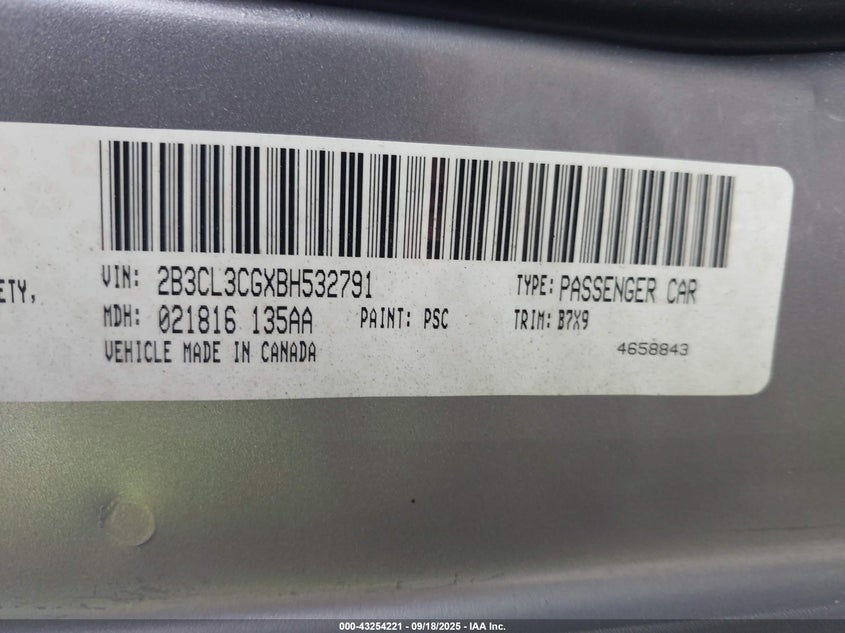 ETY,
VIN: 2B3CL3CGXBH532791 TYPE: PASSENGER CAR
MDH: 021816 135AA PAINT: PSC TRIM: B7X9
VEHICLE MADE IN CANADA 4658843
000-43254221 - 09/18/2025 - IAA Inc.